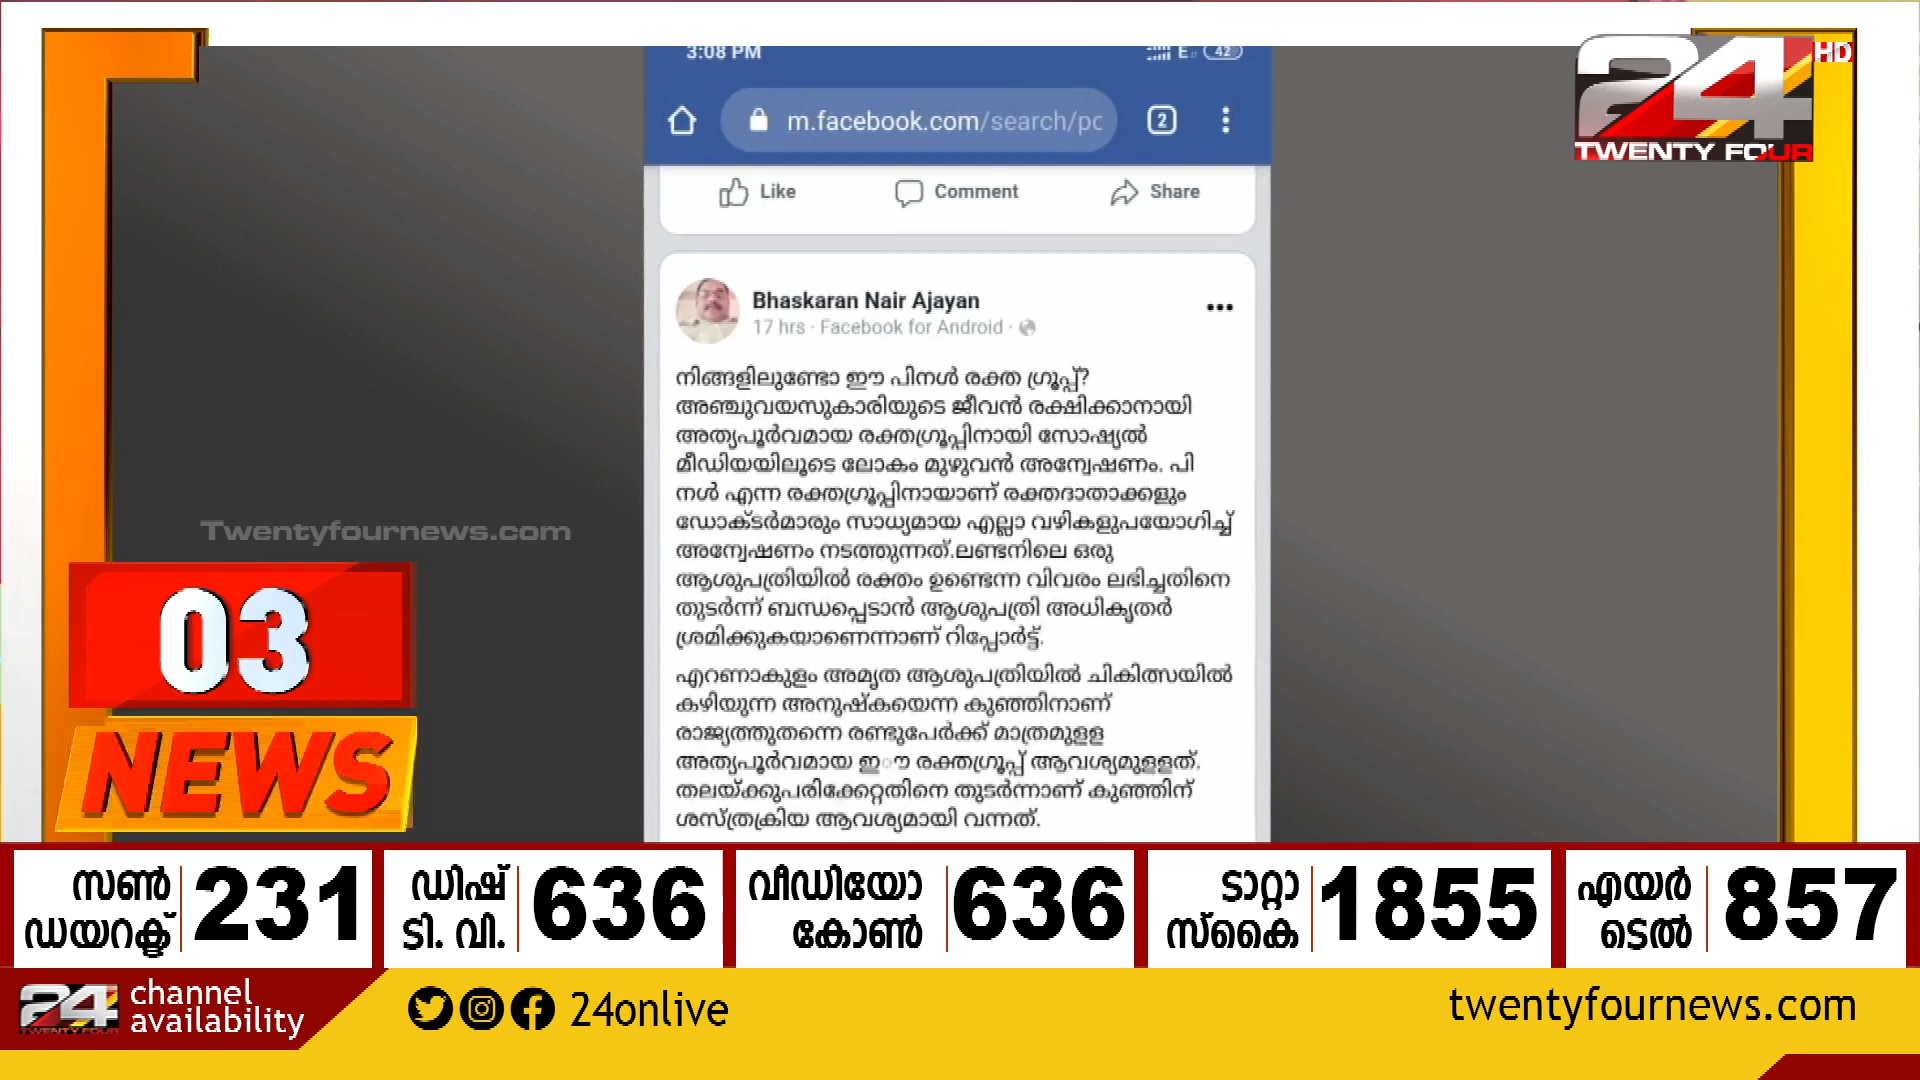 3:08 PM
E 42
m.facebook.com/search/pc
2
24 HD
TWENTY FOUR
Like Comment Share
Bhaskaran Nair Ajayan
17 hrs · Facebook for Android ·
നിങ്ങളിലുണ്ടോ ഈ പിനൾ രക്ത ഗ്രൂപ്പ്?
അഞ്ചുവയസുകാരിയുടെ ജീവൻ രക്ഷിക്കാനായി
അത്യപൂർവമായ രക്തഗ്രൂപ്പിനായി സോഷ്യൽ
മീഡിയയിലൂടെ ലോകം മുഴുവൻ അന്വേഷണം. പി
നൾ എന്ന രക്തഗ്രൂപ്പിനായാണ് രക്തദാതാക്കളും
ഡോക്ടർമാരും സാധ്യമായ എല്ലാ വഴികളുപയോഗിച്ച്
അന്വേഷണം നടത്തുന്നത്.ലണ്ടനിലെ ഒരു
ആശുപത്രിയിൽ രക്തം ഉണ്ടെന്ന വിവരം ലഭിച്ചതിനെ
തുടർന്ന് ബന്ധപ്പെടാൻ ആശുപത്രി അധികൃതർ
ശ്രമിക്കുകയാണെന്നാണ് റിപ്പോർട്ട്.
എറണാകുളം അമൃത ആശുപത്രിയിൽ ചികിത്സയിൽ
കഴിയുന്ന അനുഷ്കയെന്ന കുഞ്ഞിനാണ്
രാജ്യത്തുതന്നെ രണ്ടുപേർക്ക് മാത്രമുളള
അത്യപൂർവമായ ഇൗ രക്തഗ്രൂപ്പ് ആവശ്യമുളളത്.
തലയ്ക്കുപരിക്കേറ്റതിനെ തുടർന്നാണ് കുഞ്ഞിന്
ശസ്ത്രക്രിയ ആവശ്യമായി വന്നത്.
Twentyfournews.com
03
NEWS
സൺ ഡയറക്ട് 231
ഡിഷ് ടി. വി. 636
വീഡിയോ കോൺ 636
ടാറ്റാ സ്കൈ 1855
എയർ ടെൽ 857
24 TWENTY FOUR
channel
availability
24onlive
twentyfournews.com